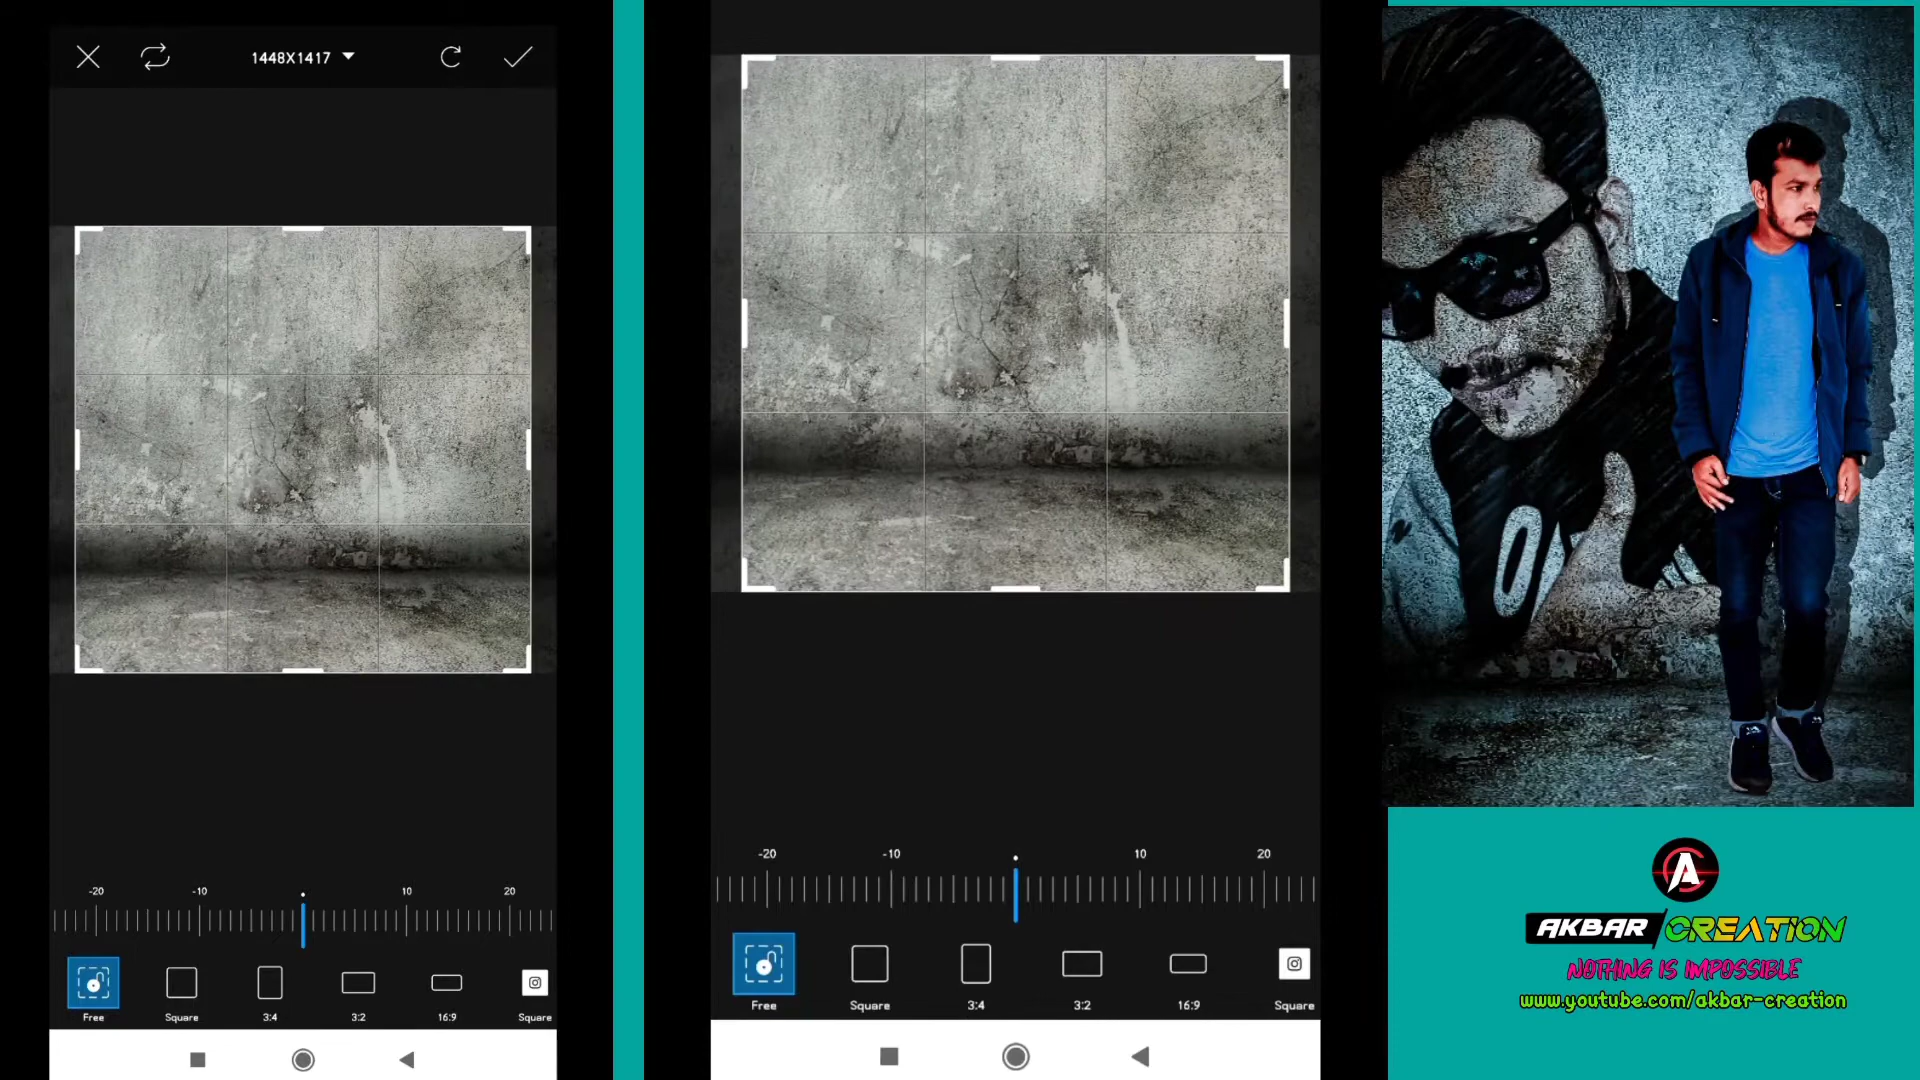 1448X1417
-20 -10 10 20
Free Square 3:4 3:2 16:9 Square
-20 -10 10 20
Free Square 3:4 3:2 16:9 Square
0
A
AKBAR CREATION
NOTHING IS IMPOSSIBLE
www.youtube.com/akbar-creation